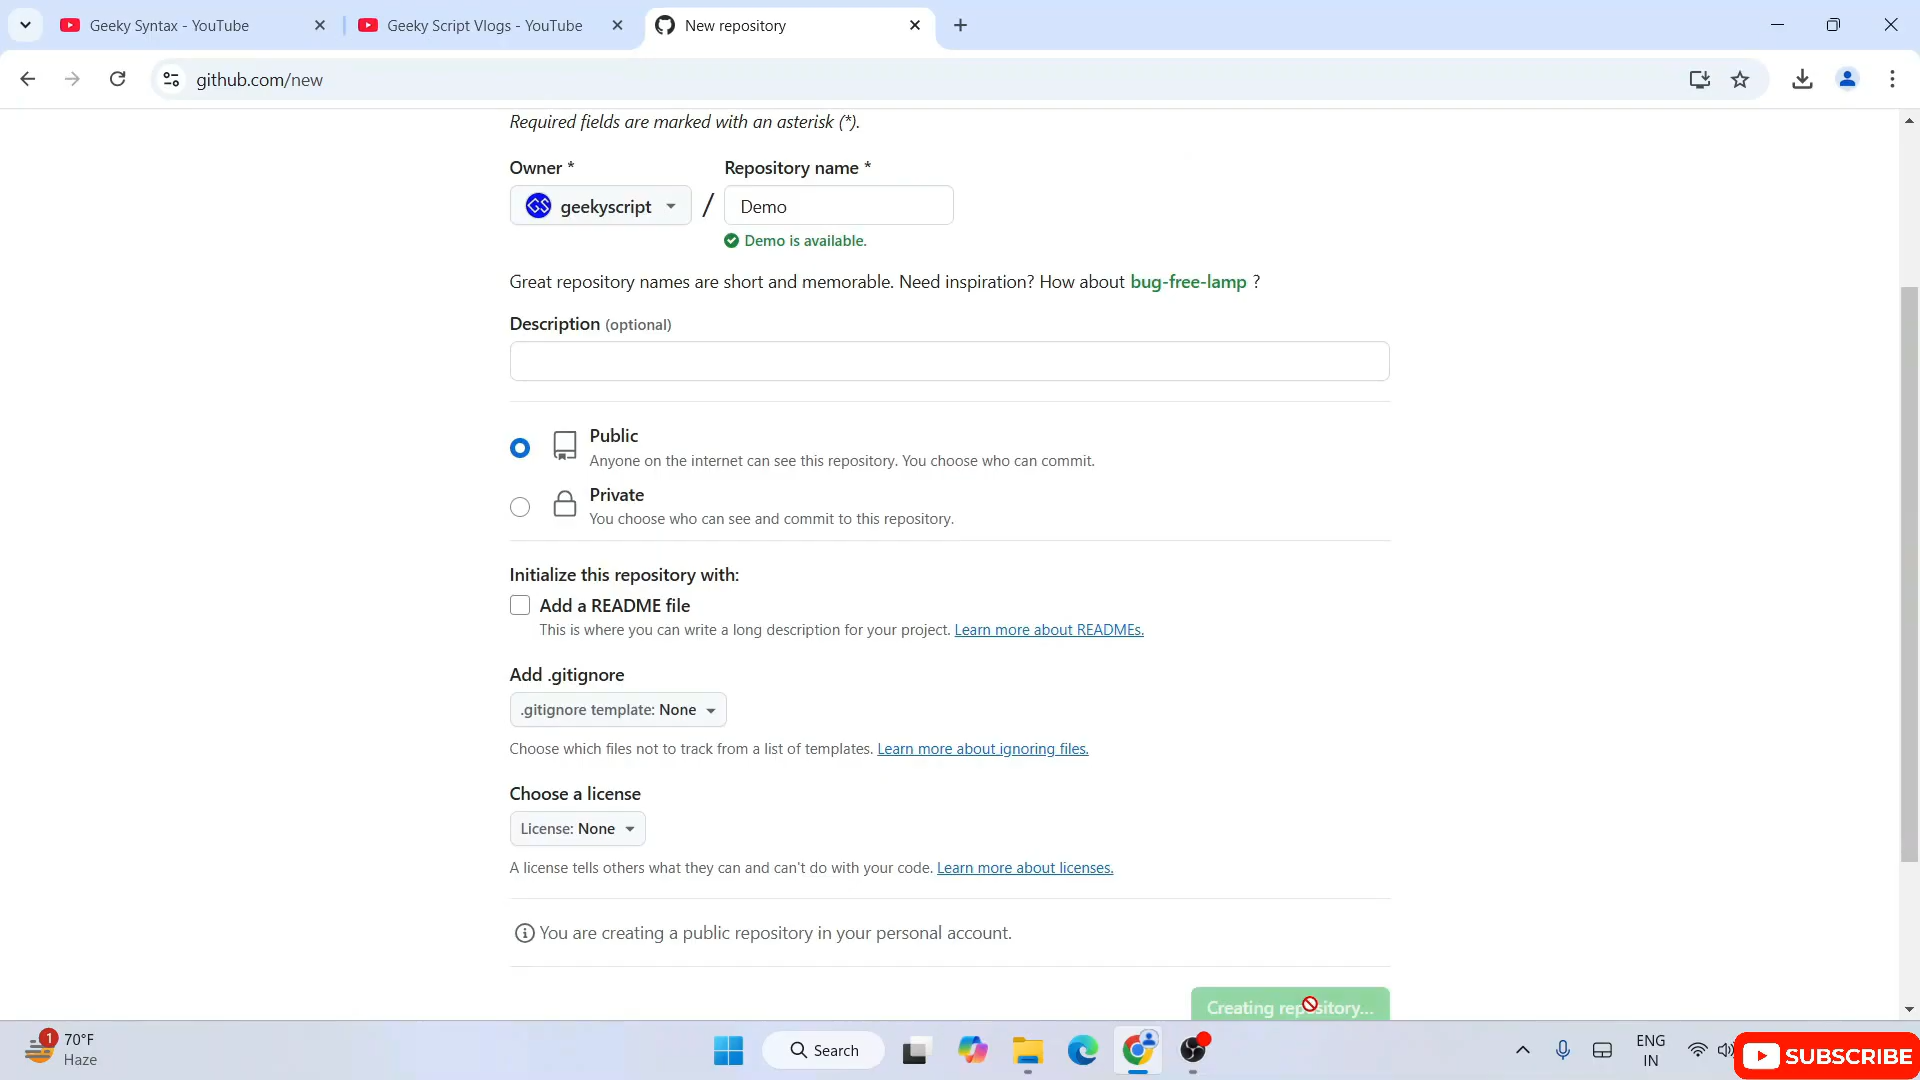 Geeky Syntax - YouTube
Geeky Script Vlogs - YouTube
New repository
github.com/new
Required fields are marked with an asterisk (*).
Owner *
Repository name *
GS geekyscript
/
Demo
Demo is available.
Great repository names are short and memorable. Need inspiration? How about bug-free-lamp ?
Description (optional)
Public
Anyone on the internet can see this repository. You choose who can commit.
Private
You choose who can see and commit to this repository.
Initialize this repository with:
Add a README file
This is where you can write a long description for your project. Learn more about READMEs.
Add .gitignore
.gitignore template: None
Choose which files not to track from a list of templates. Learn more about ignoring files.
Choose a license
License: None
A license tells others what they can and can't do with your code. Learn more about licenses.
You are creating a public repository in your personal account.
Creating repository...
1
70°F
Haze
Search
ENG
IN
SUBSCRIBE